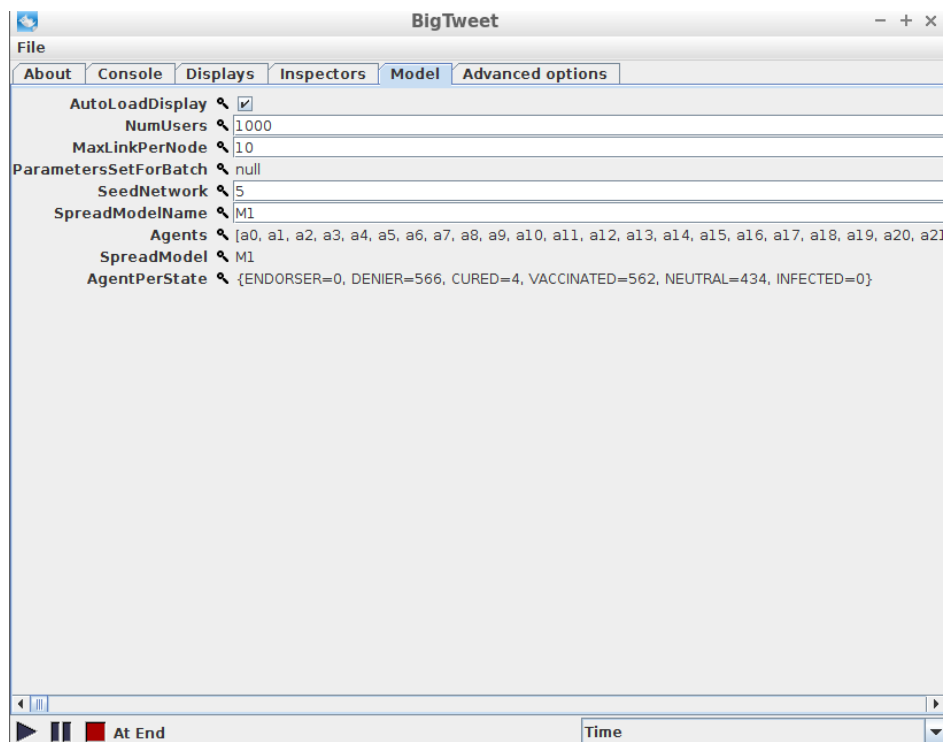 BigTweet
File
About Console Displays Inspectors Model Advanced options
AutoLoadDisplay
NumUsers 1000
MaxLinkPerNode 10
ParametersSetForBatch null
SeedNetwork 5
SpreadModelName M1
Agents [a0, a1, a2, a3, a4, a5, a6, a7, a8, a9, a10, a11, a12, a13, a14, a15, a16, a17, a18, a19, a20, a21
SpreadModel M1
AgentPerState {ENDORSER=0, DENIER=566, CURED=4, VACCINATED=562, NEUTRAL=434, INFECTED=0}
At End Time